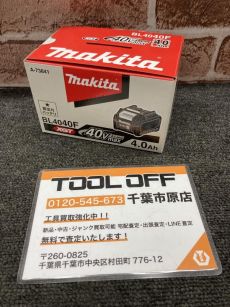 A-73841
makita
BL4040F
XGT
40Vmax
4.0Ah
TOOL OFF
0120-545-673 千葉市原店
工具買取強化中！！
新品・中古・ジャンク買取可能 宅配査定・出張査定・LINE査定
無料で査定いたします！
〒260-0825
千葉県千葉市中央区村田町 776-12